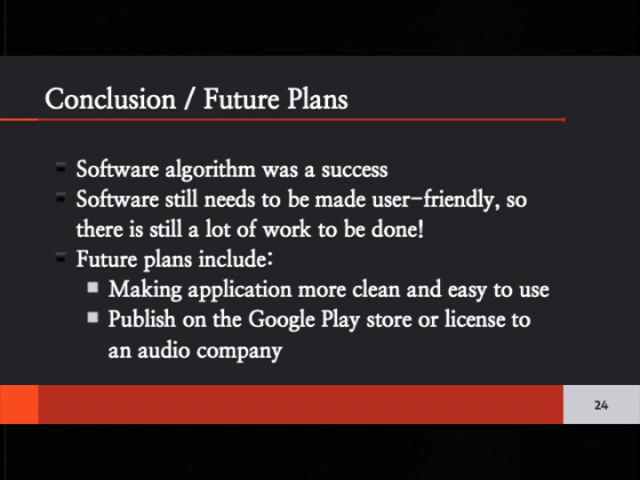 Conclusion / Future Plans
Software algorithm was a success
Software still needs to be made user-friendly, so
there is still a lot of work to be done!
Future plans include:
Making application more clean and easy to use
Publish on the Google Play store or license to
an audio company
24